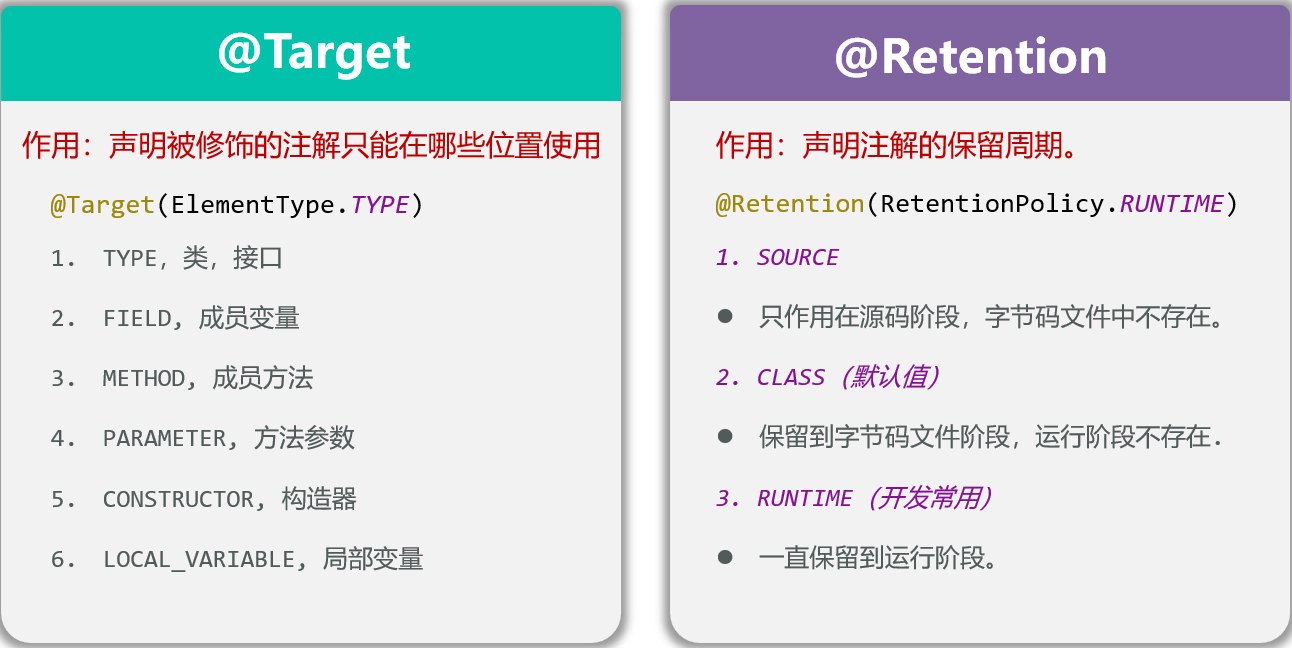 @Target
作用：声明被修饰的注解只能在哪些位置使用
@Target(ElementType.TYPE)
1. TYPE，类，接口
2. FIELD, 成员变量
3. METHOD, 成员方法
4. PARAMETER, 方法参数
5. CONSTRUCTOR, 构造器
6. LOCAL_VARIABLE, 局部变量
@Retention
作用：声明注解的保留周期。
@Retention(RetentionPolicy.RUNTIME)
1. SOURCE
● 只作用在源码阶段，字节码文件中不存在。
2. CLASS（默认值）
● 保留到字节码文件阶段，运行阶段不存在.
3. RUNTIME（开发常用）
● 一直保留到运行阶段。